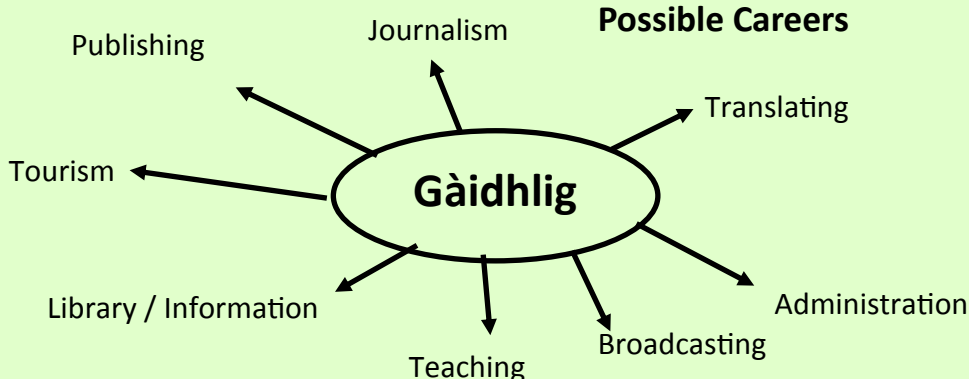 Possible Careers
Journalism
Publishing
Translating
Tourism
Gàidhlig
Library / Information
Administration
Broadcasting
Teaching